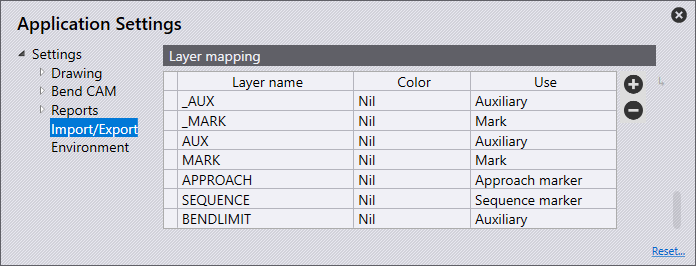 Application Settings
Settings
Drawing
Bend CAM
Reports
Import/Export
Environment
Layer mapping
Layer name Color Use
_AUX Nil Auxiliary
_MARK Nil Mark
AUX Nil Auxiliary
MARK Nil Mark
APPROACH Nil Approach marker
SEQUENCE Nil Sequence marker
BENDLIMIT Nil Auxiliary
Reset...